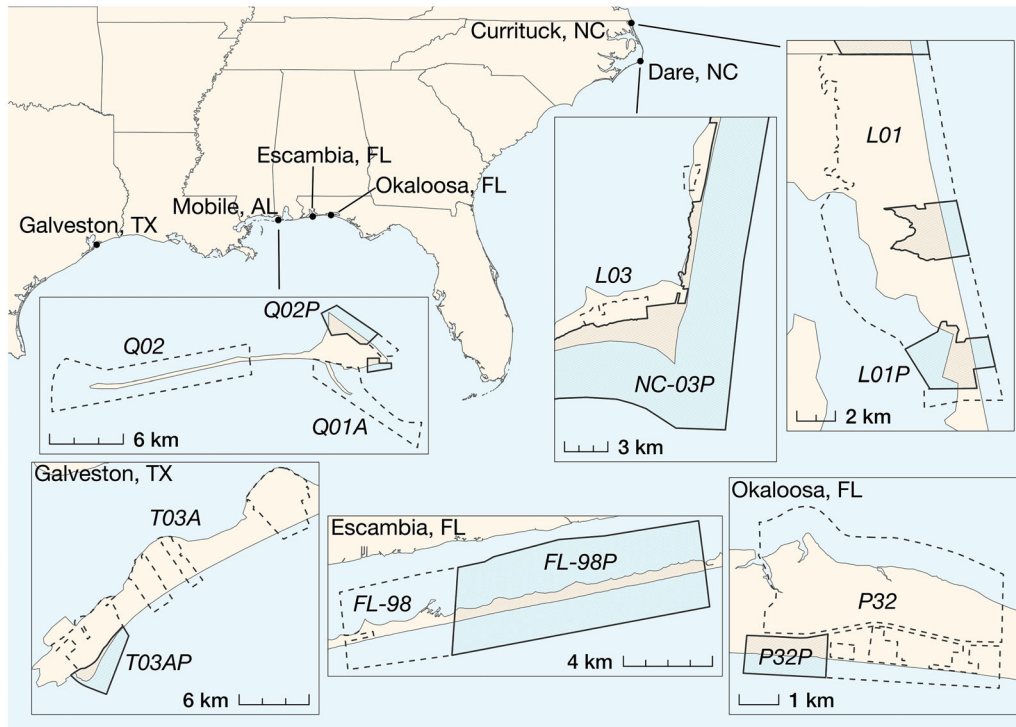 Currituck, NC
Dare, NC
Escambia, FL
Okaloosa, FL
Mobile, AL
Galveston, TX
L01
L01P
2 km
L03
NC-03P
3 km
Q02P
Q02
Q01A
6 km
Galveston, TX
T03A
T03AP
6 km
Escambia, FL
FL-98P
FL-98
4 km
Okaloosa, FL
P32
P32P
1 km